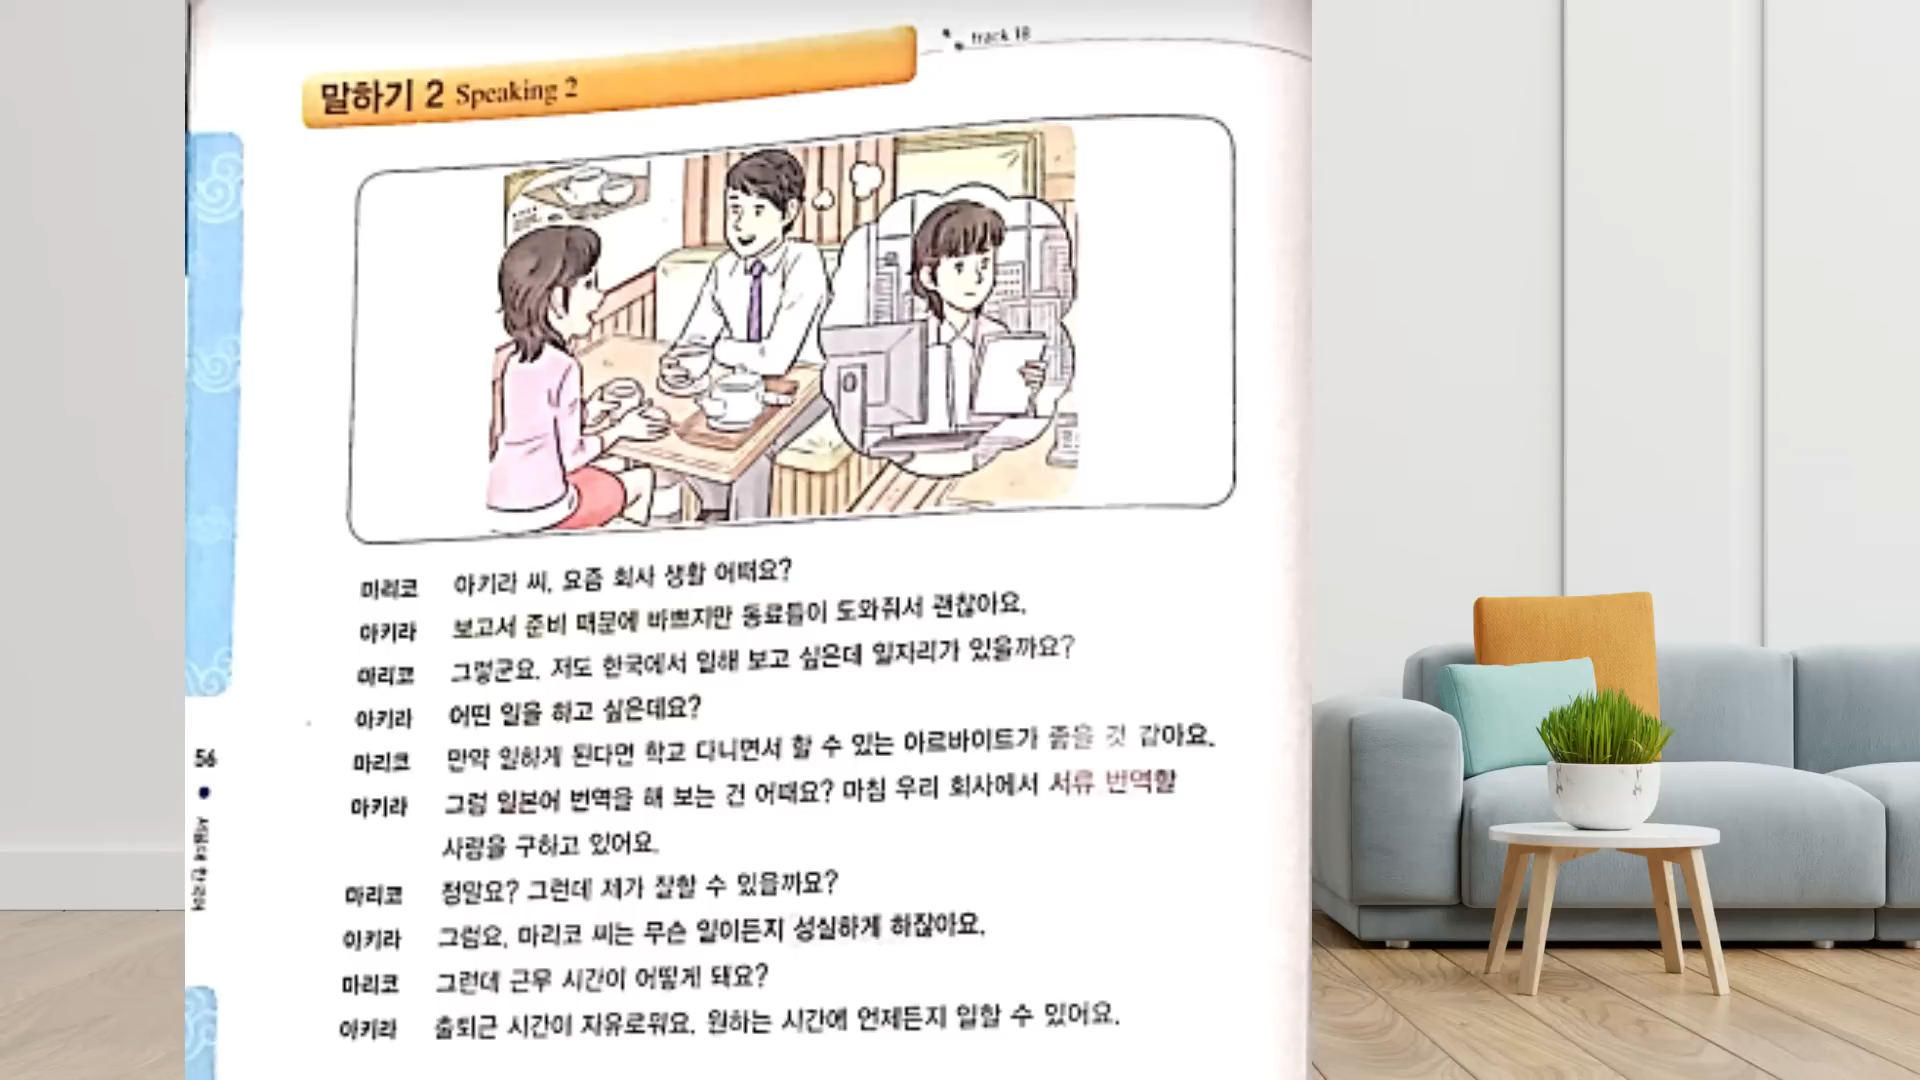 track 18
말하기 2 Speaking 2
마리코 아키라 씨, 요즘 회사 생활 어때요?
아키라 보고서 준비 때문에 바쁘지만 동료들이 도와줘서 괜찮아요.
마리코 그렇군요. 저도 한국에서 일해 보고 싶은데 일자리가 있을까요?
아키라 어떤 일을 하고 싶은데요?
마리코 만약 일하게 된다면 학교 다니면서 할 수 있는 아르바이트가 좋을 것 같아요.
아키라 그럼 일본어 번역을 해 보는 건 어때요? 마침 우리 회사에서 서류 번역할
사람을 구하고 있어요.
마리코 정말요? 그런데 제가 잘할 수 있을까요?
아키라 그럼요. 마리코 씨는 무슨 일이든지 성실하게 하잖아요.
마리코 그런데 근무 시간이 어떻게 돼요?
아키라 출퇴근 시간이 자유로워요. 원하는 시간에 언제든지 일할 수 있어요.
56
서울대 한국어